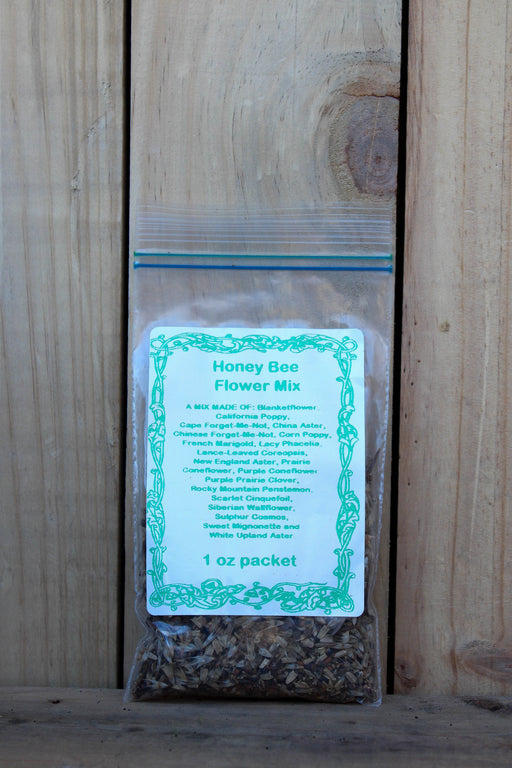 Honey Bee
Flower Mix
A MIX MADE OF: Blanketflower,
California Poppy,
Cape Forget-Me-Not, China Aster,
Chinese Forget-Me-Not, Corn Poppy,
French Marigold, Lacy Phacelia,
Lance-Leaved Coreopsis,
New England Aster, Prairie
Coneflower, Purple Coneflower
Purple Prairie Clover,
Rocky Mountain Penstemon,
Scarlet Cinquefoil,
Siberian Wallflower,
Sulphur Cosmos,
Sweet Mignonette and
White Upland Aster
1 oz packet